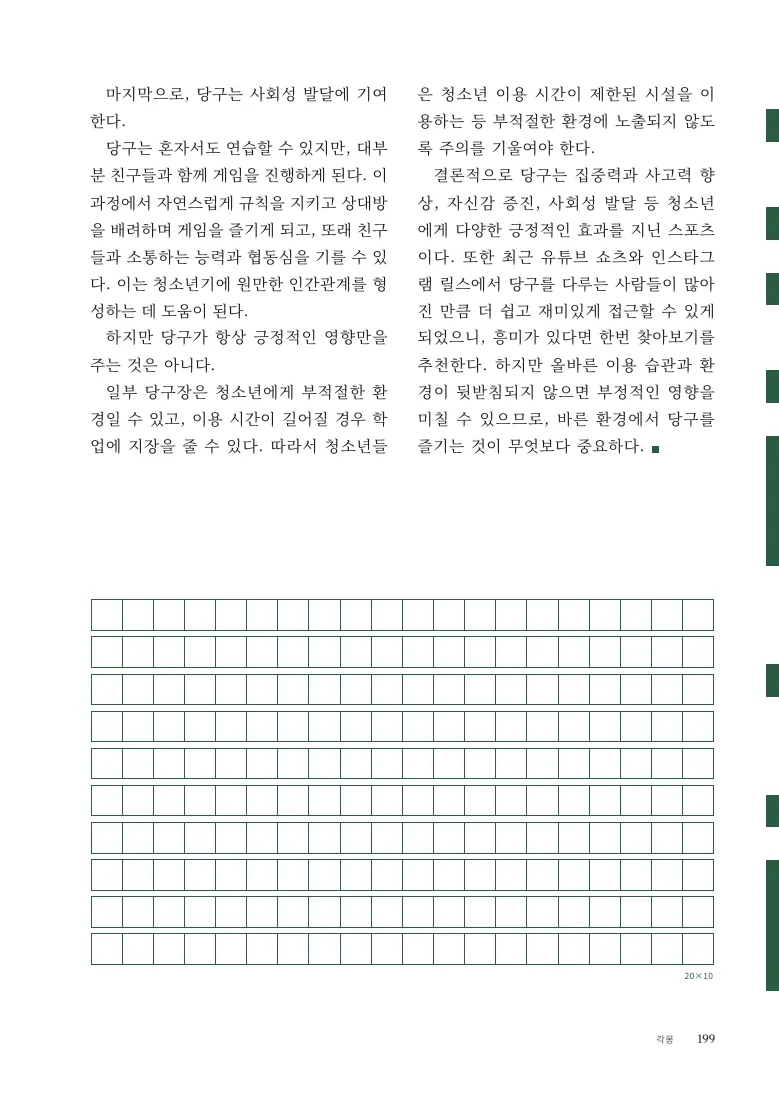 마지막으로, 당구는 사회성 발달에 기여
한다.
당구는 혼자서도 연습할 수 있지만, 대부
분 친구들과 함께 게임을 진행하게 된다. 이
과정에서 자연스럽게 규칙을 지키고 상대방
을 배려하며 게임을 즐기게 되고, 또래 친구
들과 소통하는 능력과 협동심을 기를 수 있
다. 이는 청소년기에 원만한 인간관계를 형
성하는 데 도움이 된다.
하지만 당구가 항상 긍정적인 영향만을
주는 것은 아니다.
일부 당구장은 청소년에게 부적절한 환
경일 수 있고, 이용 시간이 길어질 경우 학
업에 지장을 줄 수 있다. 따라서 청소년들
은 청소년 이용 시간이 제한된 시설을 이
용하는 등 부적절한 환경에 노출되지 않도
록 주의를 기울여야 한다.
결론적으로 당구는 집중력과 사고력 향
상, 자신감 증진, 사회성 발달 등 청소년
에게 다양한 긍정적인 효과를 지닌 스포츠
이다. 또한 최근 유튜브 쇼츠와 인스타그
램 릴스에서 당구를 다루는 사람들이 많아
진 만큼 더 쉽고 재미있게 접근할 수 있게
되었으니, 흥미가 있다면 한번 찾아보기를
추천한다. 하지만 올바른 이용 습관과 환
경이 뒷받침되지 않으면 부정적인 영향을
미칠 수 있으므로, 바른 환경에서 당구를
즐기는 것이 무엇보다 중요하다. ■
20×10
각몽 199